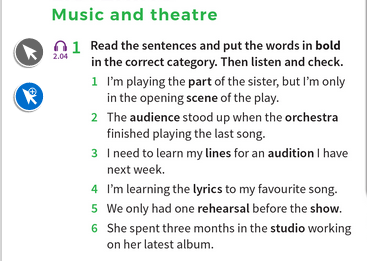 Music and theatre
2.04
1 Read the sentences and put the words in bold
in the correct category. Then listen and check.
1 I'm playing the part of the sister, but I'm only
in the opening scene of the play.
2 The audience stood up when the orchestra
finished playing the last song.
3 I need to learn my lines for an audition I have
next week.
4 I'm learning the lyrics to my favourite song.
5 We only had one rehearsal before the show.
6 She spent three months in the studio working
on her latest album.